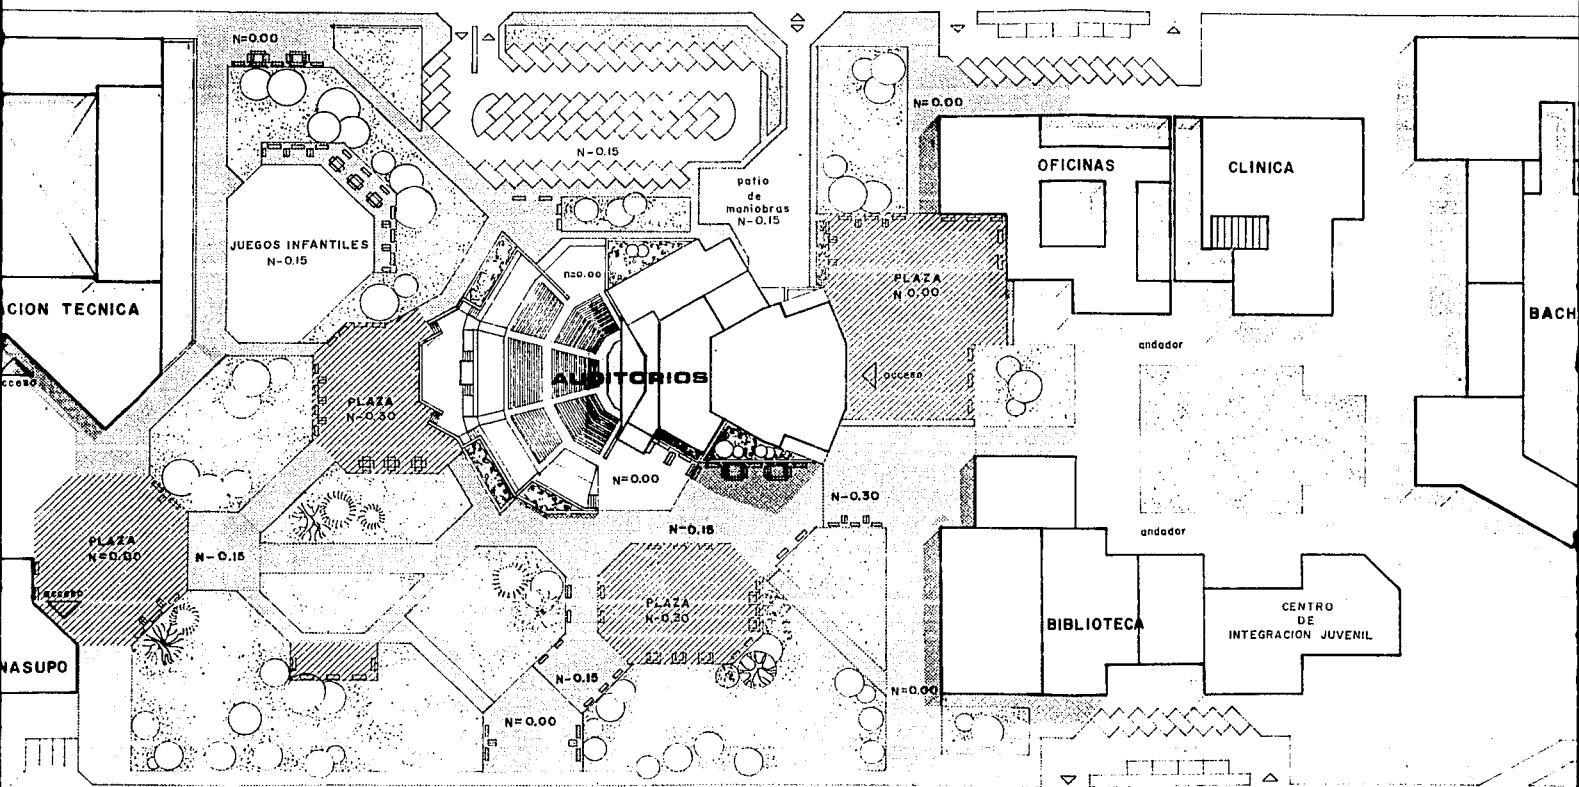 N=0.00
N=0.00
N-0.15
OFICINAS
CLINICA
patio
de
maniobras
N-0.15
JUEGOS INFANTILES
N-0.15
n=0.00
PLAZA
N 0.00
ACION TECNICA
BACH
andador
acceso
AUDITORIOS
acceso
PLAZA
N-0.30
N=0.00
N-0.30
N-0.15
andador
PLAZA
N=0.00
N-0.15
acceso
PLAZA
N-0.30
CENTRO
DE
INTEGRACION JUVENIL
BIBLIOTECA
NASUPO
N-0.15
N=0.00
N=0.00